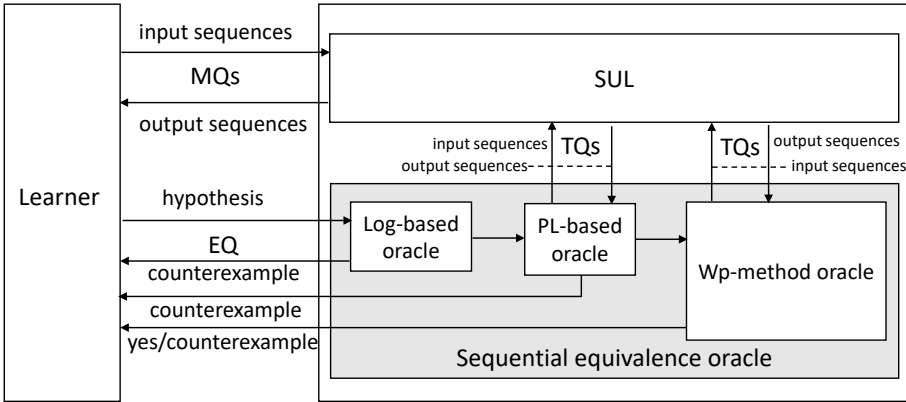 input sequences
MQs
output sequences
SUL
input sequences
TQs
output sequences
output sequences
TQs
input sequences
Learner
hypothesis
EQ
counterexample
Log-based
oracle
PL-based
oracle
Wp-method oracle
counterexample
yes/counterexample
Sequential equivalence oracle